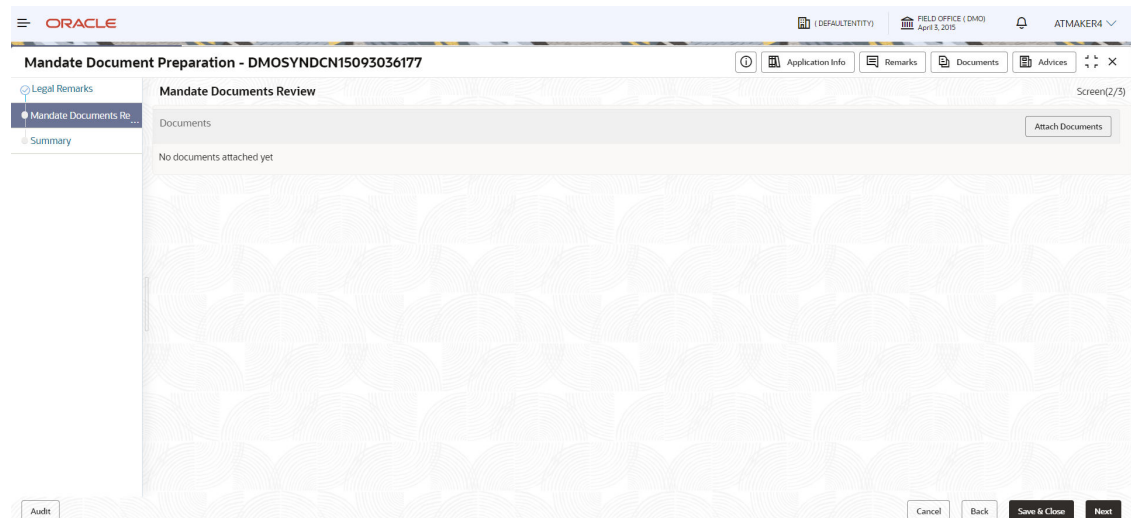 ORACLE
( DEFAULTENTITY)
FIELD OFFICE ( DMO)
April 3, 2015
ATMAKER4
Mandate Document Preparation - DMOSYNDCN15093036177
Application Info
Remarks
Documents
Advices
Legal Remarks
Mandate Documents Re...
Summary
Mandate Documents Review
Screen(2/3)
Documents
Attach Documents
No documents attached yet
Audit
Cancel
Back
Save & Close
Next